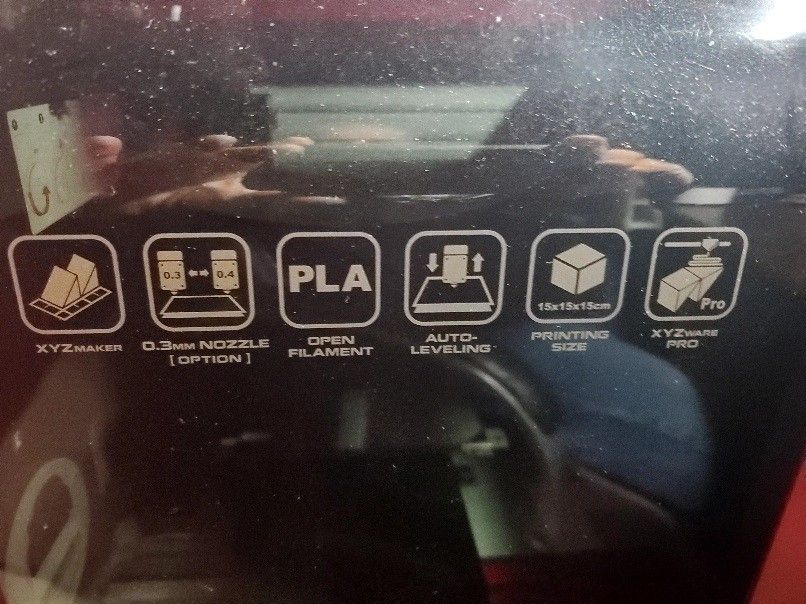 0.3 0.4
PLA
15x15x15cm
Pro
XYZMAKER
0.3MM NOZZLE
[OPTION]
OPEN
FILAMENT
AUTO-
LEVELING
PRINTING
SIZE
XYZWARE
PRO